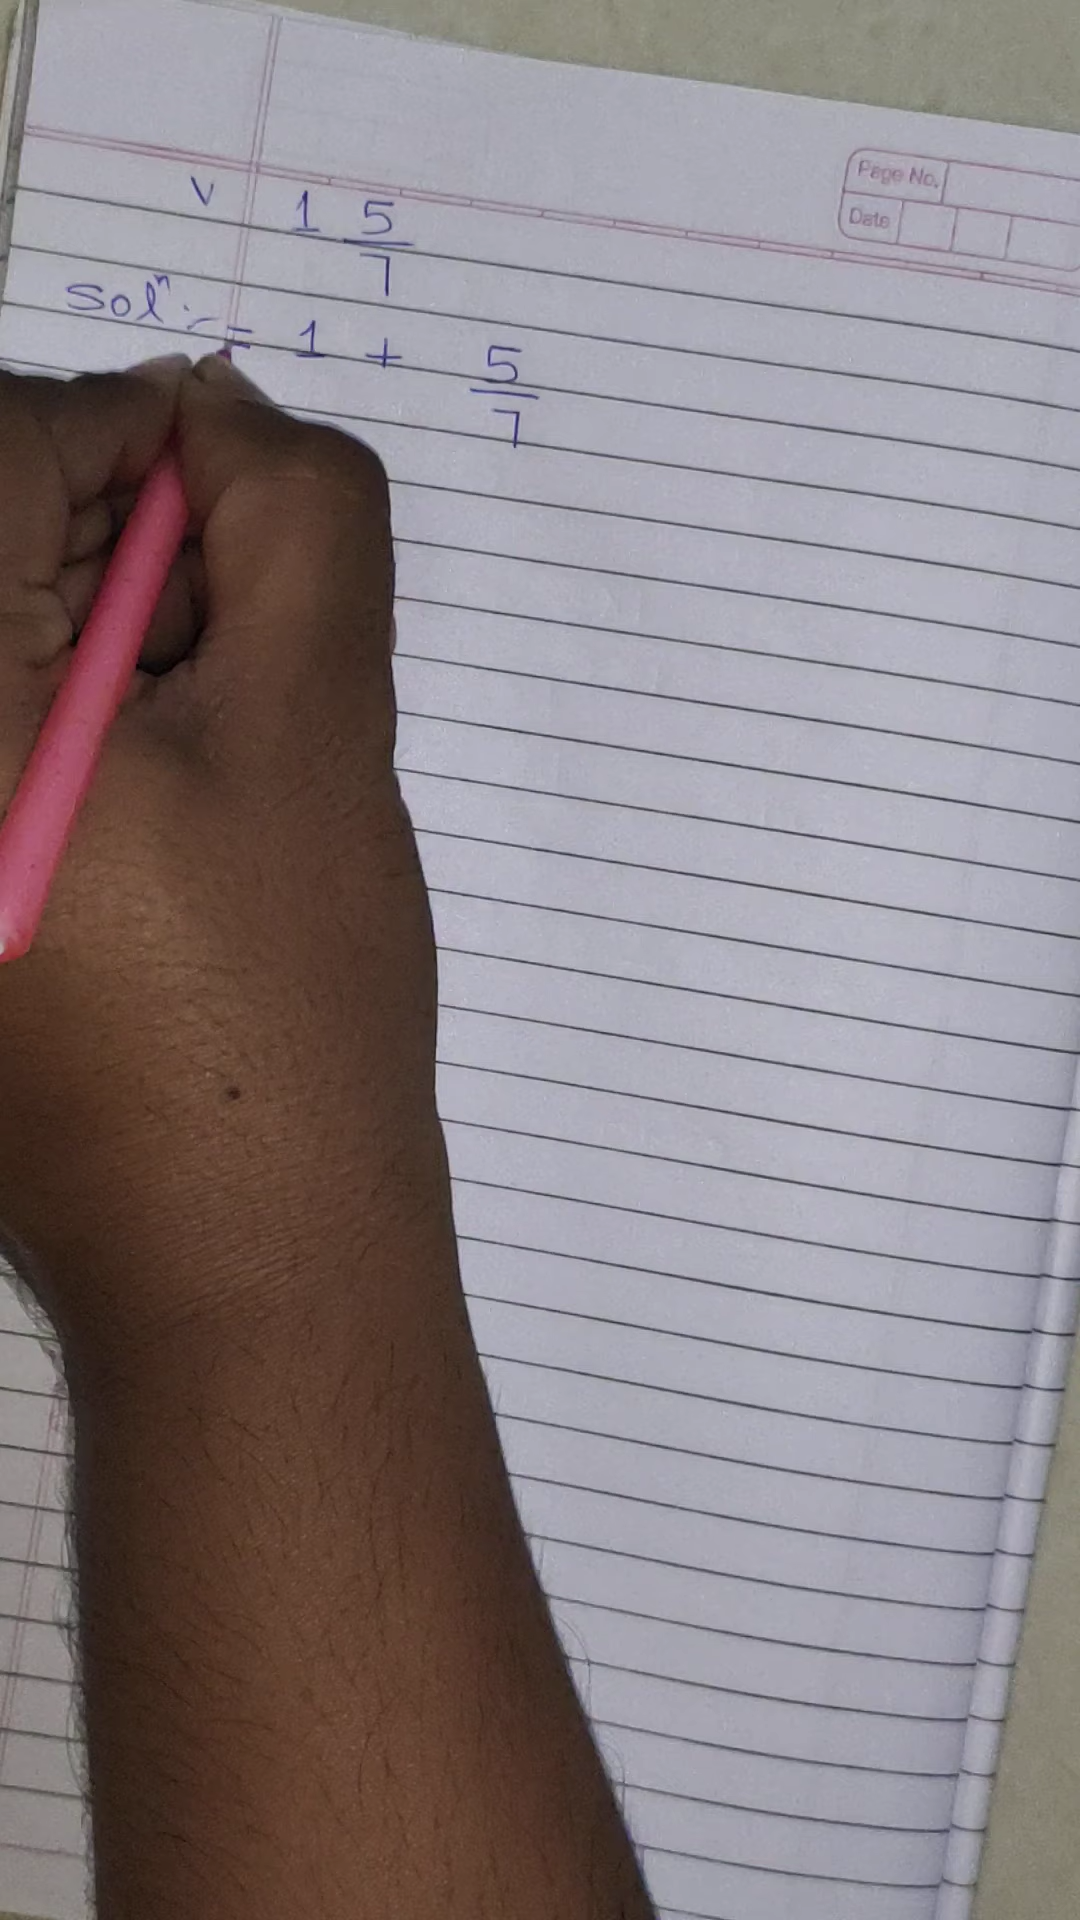 Page No.
Date
V 1 5/7
Solⁿ :- = 1 + 5/7